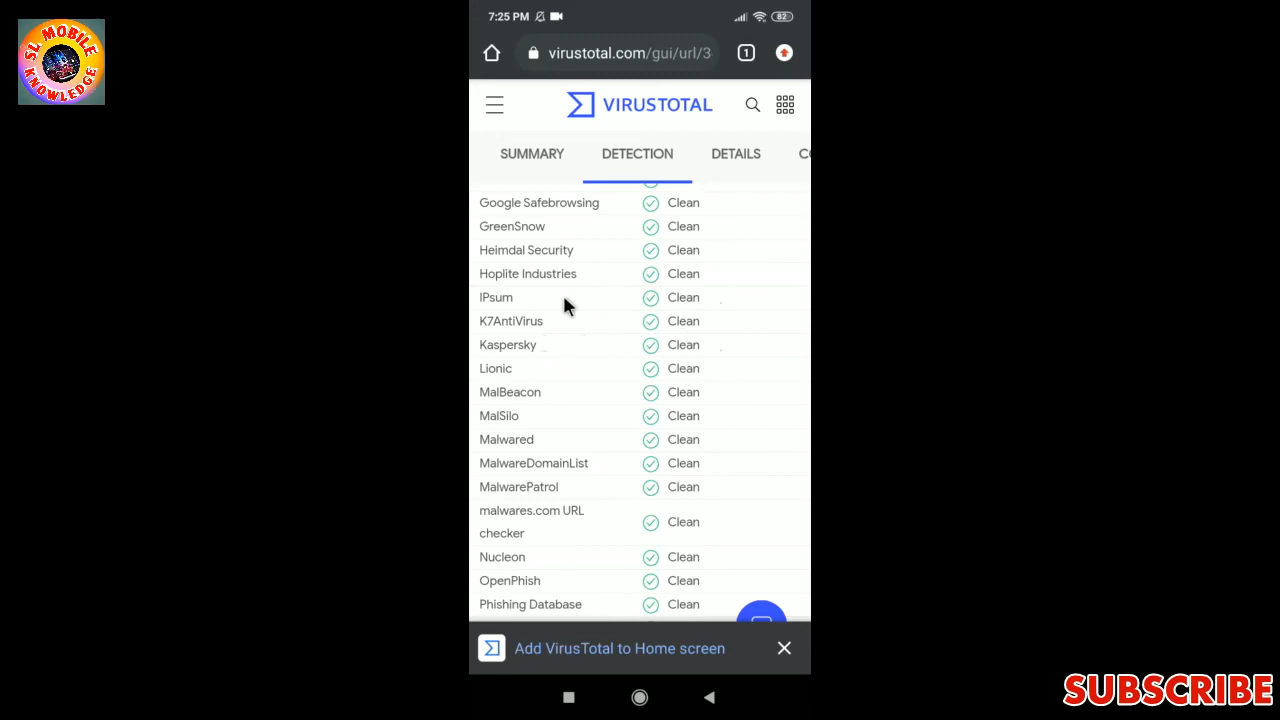 SL MOBILE
KNOWLEDGE
7:25 PM
82
virustotal.com/gui/url/3
1
VIRUSTOTAL
SUMMARY DETECTION DETAILS CO
Google Safebrowsing Clean
GreenSnow Clean
Heimdal Security Clean
Hoplite Industries Clean
IPsum Clean
K7AntiVirus Clean
Kaspersky Clean
Lionic Clean
MalBeacon Clean
MalSilo Clean
Malwared Clean
MalwareDomainList Clean
MalwarePatrol Clean
malwares.com URL
checker Clean
Nucleon Clean
OpenPhish Clean
Phishing Database Clean
Add VirusTotal to Home screen
SUBSCRIBE